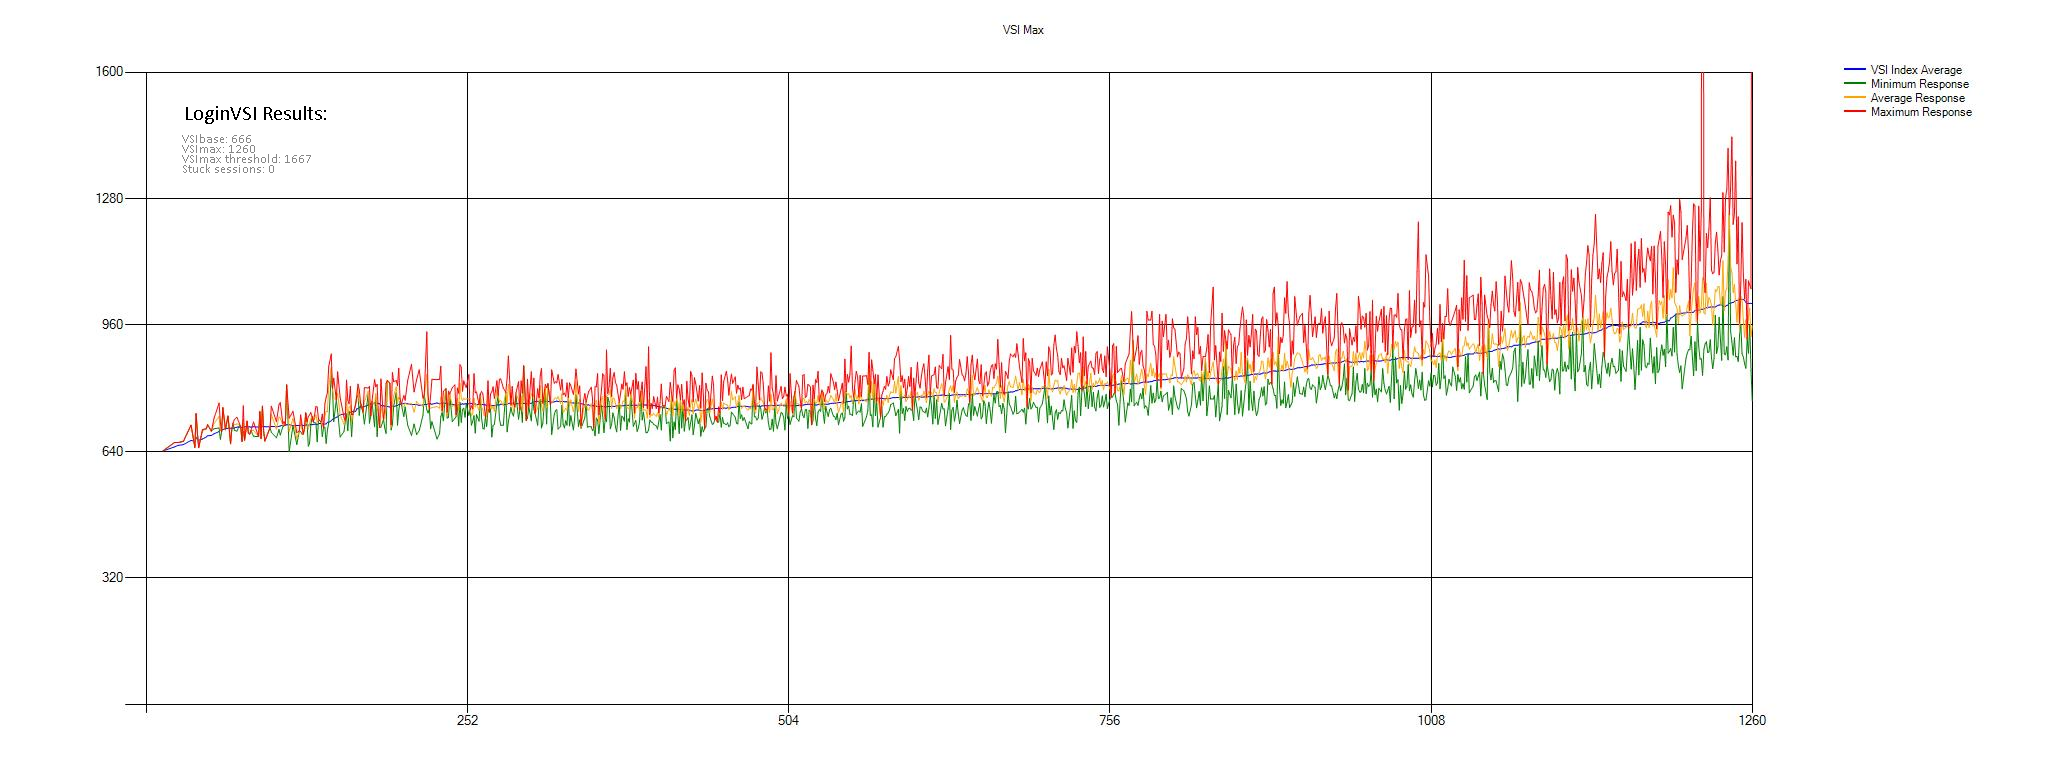 VSI Max
1600
1280
960
640
320
LoginVSI Results:
VSIbase: 666
VSImax: 1260
VSImax threshold: 1667
Stuck sessions: 0
VSI Index Average
Minimum Response
Average Response
Maximum Response
252
504
756
1008
1260